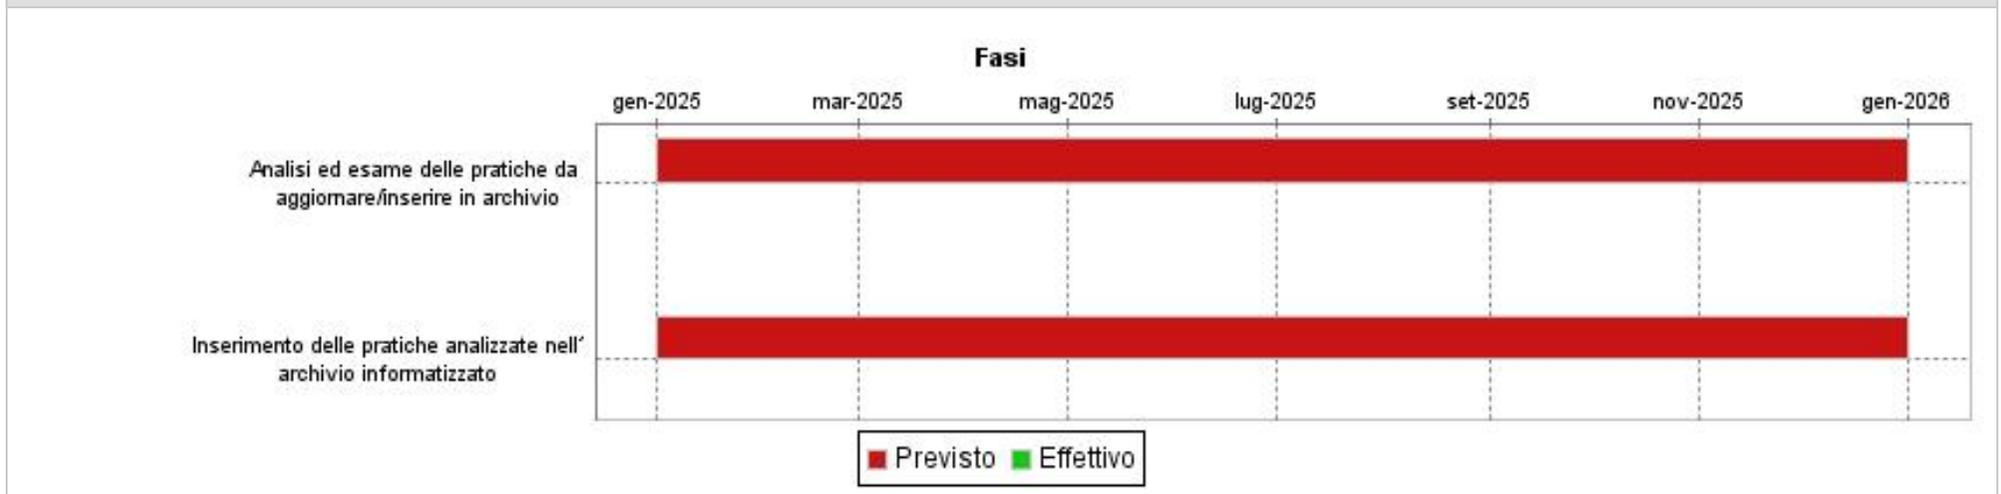 Fasi
gen-2025 mar-2025 mag-2025 lug-2025 set-2025 nov-2025 gen-2026
Analisi ed esame delle pratiche da
aggiornare/inserire in archivio
Inserimento delle pratiche analizzate nell'
archivio informatizzato
Previsto Effettivo